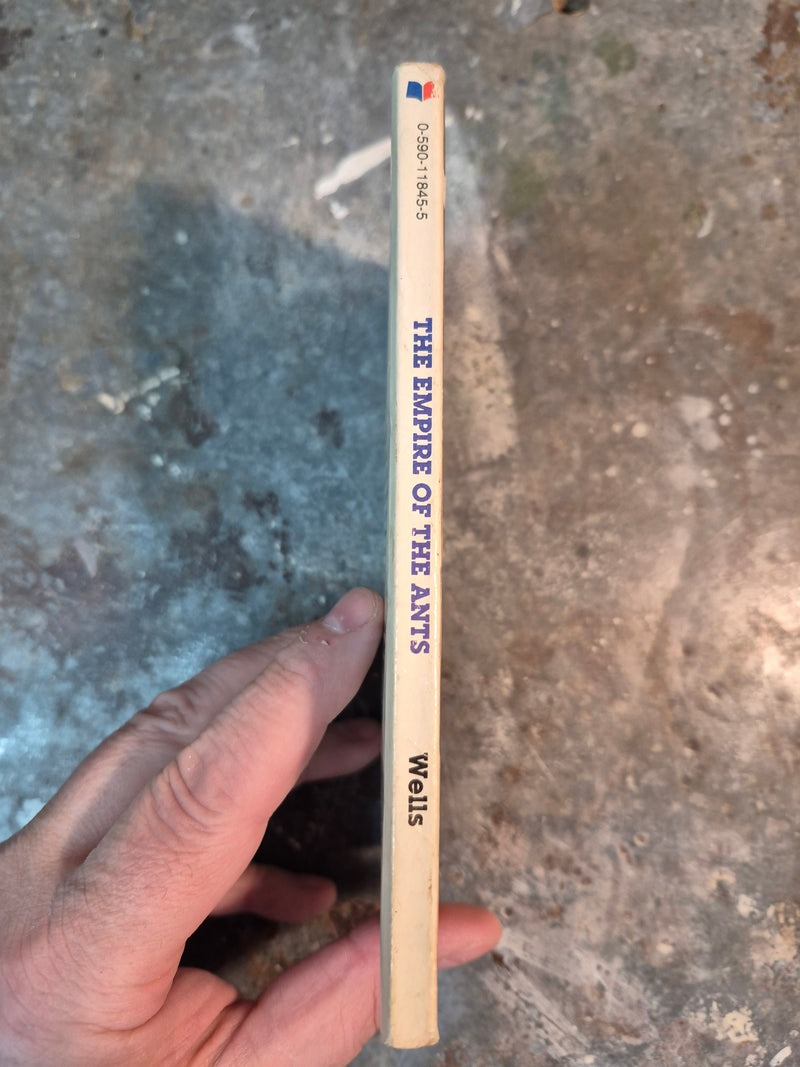 0-590-11845-5
THE EMPIRE OF THE ANTS
Wells